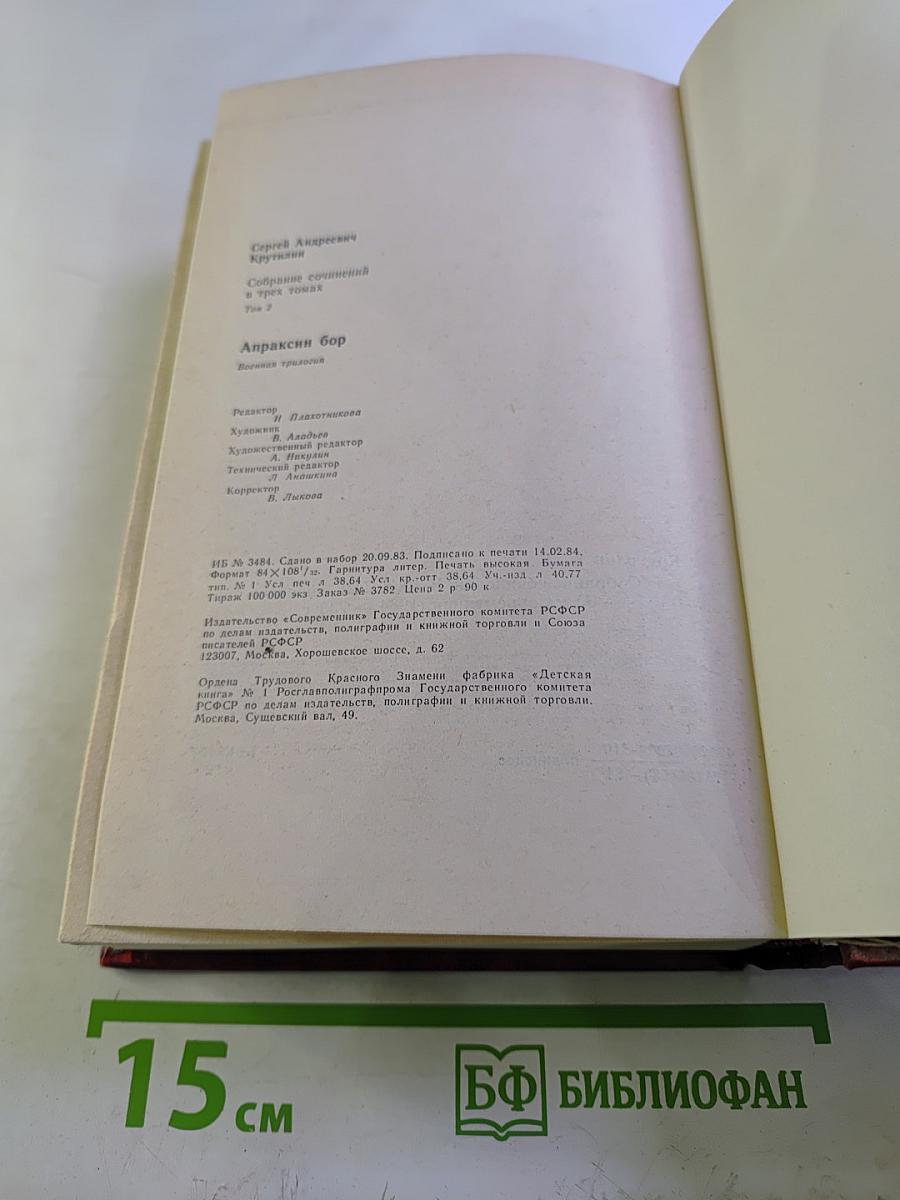 Сергей Андреевич
Крутилин
Собрание сочинений
в трех томах
Том 2
Апраксин бор
Военная трилогия
Редактор
Н Плахотникова
Художник
В. Аладьев
Художественный редактор
А. Никулин
Технический редактор
Л Анашкина
Корректор
В. Лыкова
ИБ № 3484. Сдано в набор 20.09.83. Подписано к печати 14.02.84.
Формат 84×108¹/₃₂. Гарнитура литер. Печать высокая Бумага
тип. № 1 Усл печ л 38,64 Усл кр.-отт 38,64 Уч.-изд л 40,77
Тираж 100 000 экз Заказ № 3782 Цена 2 р 90 к
Издательство «Современник» Государственного комитета РСФСР
по делам издательств, полиграфии и книжной торговли и Союза
писателей РСФСР
123007, Москва, Хорошевское шоссе, д. 62
Ордена Трудового Красного Знамени фабрика «Детская
книга» № 1 Росглавполиграфпрома Государственного комитета
РСФСР по делам издательств, полиграфии и книжной торговли.
Москва, Сущевский вал, 49.
15 см
БФ БИБЛИОФАН